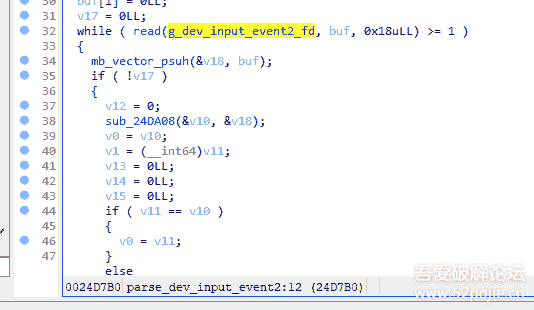 30 buf[1] = 0LL;
31 v17 = 0LL;
32 while ( read(g_dev_input_event2_fd, buf, 0x18uLL) >= 1 )
33 {
34 mb_vector_psuh(&v18, buf);
35 if ( !v17 )
36 {
37 v12 = 0;
38 sub_24DA08(&v10, &v18);
39 v0 = v10;
40 v1 = (__int64)v11;
41 v13 = 0LL;
42 v14 = 0LL;
43 v15 = 0LL;
44 if ( v11 == v10 )
45 {
46 v0 = v11;
47 }
else
0024D7B0 parse_dev_input_event2:12 (24D7B0)
吾爱破解论坛
www.52pojie.cn